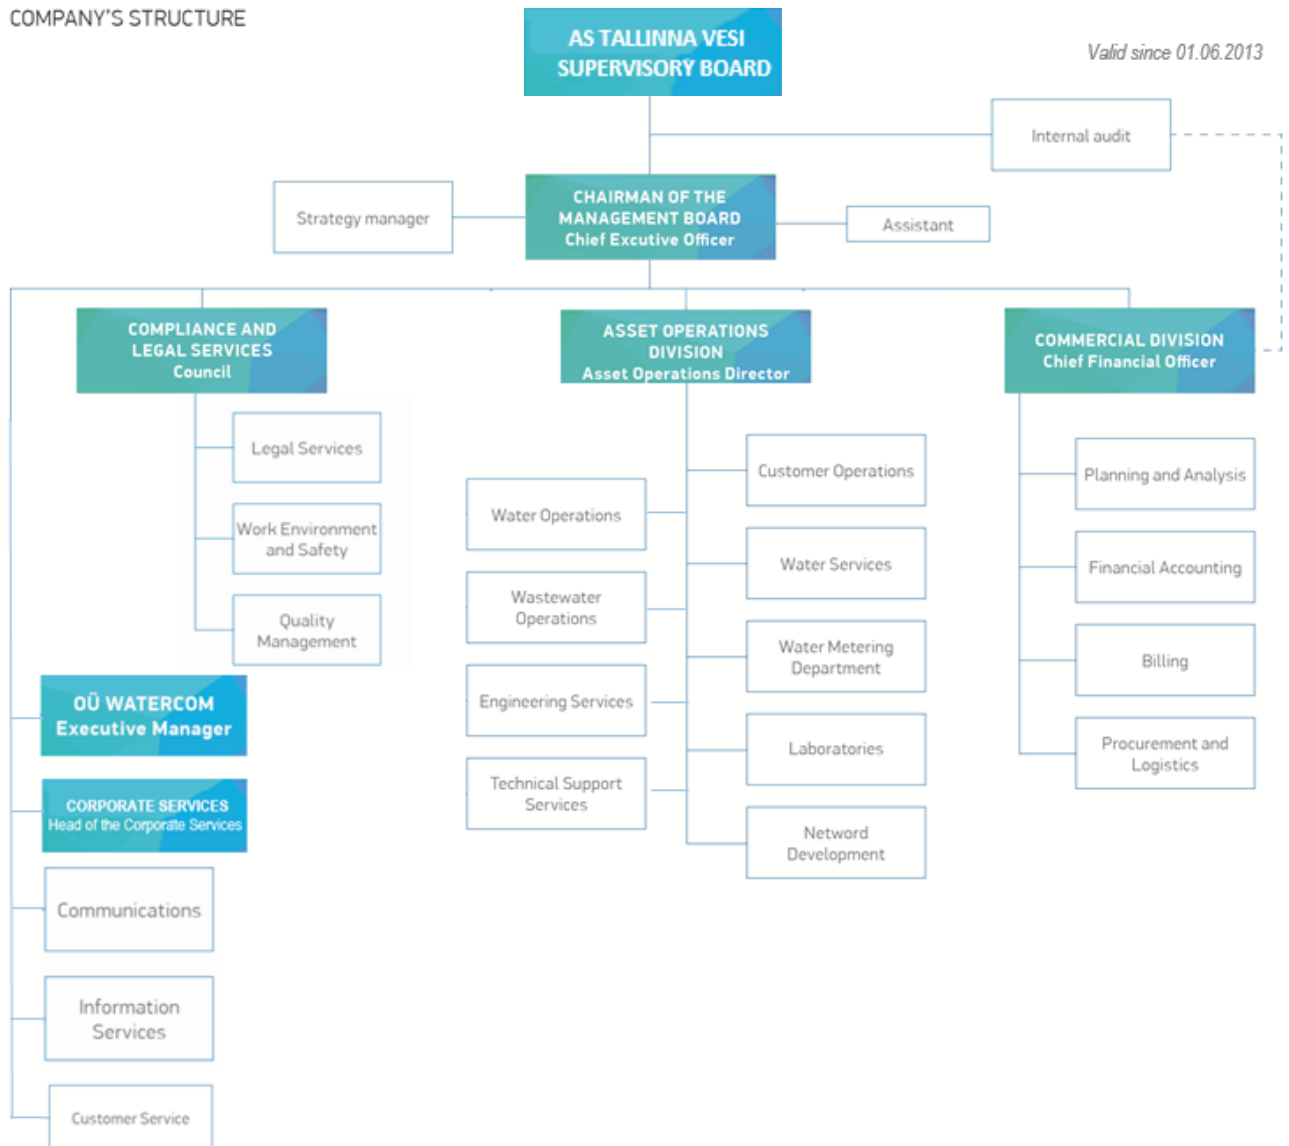 COMPANY'S STRUCTURE
AS TALLINNA VESI
SUPERVISORY BOARD
Valid since 01.06.2013
Internal audit
Strategy manager
CHAIRMAN OF THE
MANAGEMENT BOARD
Chief Excutive Officer
Assistant
COMPLIANCE AND
LEGAL SERVICES
Council
Legal Services
Work Environment
and Safety
Quality
Management
ASSET OPERATIONS
DIVISION
Asset Operations Director
Water Operations
Wastewater
Operations
Engineering Services
Technical Support
Services
Customer Operations
Water Services
Water Metering
Department
Laboratories
Netword
Development
COMMERCIAL DIVISION
Chief Financial Officer
Planning and Analysis
Financial Accounting
Billing
Procurement and
Logistics
OÜ WATERCOM
Executive Manager
CORPORATE SERVICES
Head of the Corporate Services
Communications
Information
Services
Customer Service